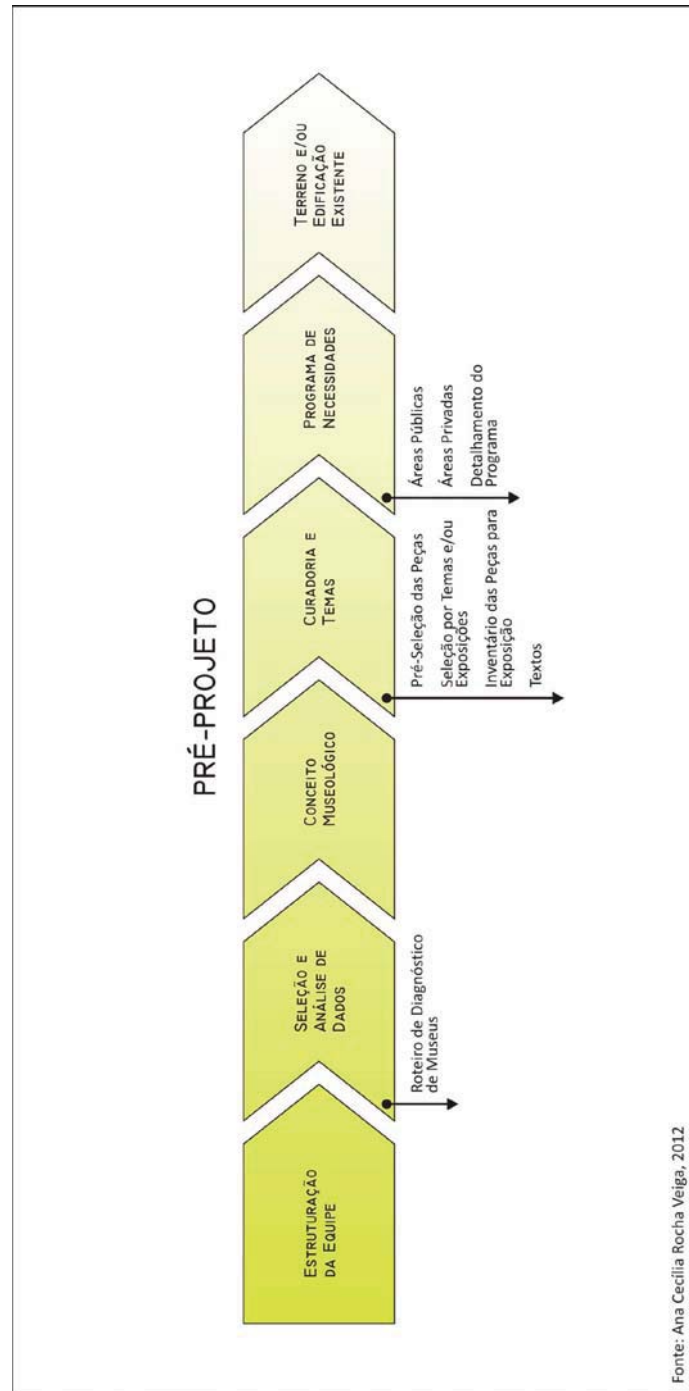 PRÉ-PROJETO
ESTRUTURAÇÃO
DA EQUIPE
SELEÇÃO E
ANÁLISE DE
DADOS
Roteiro de Diagnóstico
de Museus
CONCEITO
MUSEOLÓGICO
CURADORIA E
TEMAS
Pré-Seleção das Peças
Seleção por Temas e/ou
Exposições
Inventário das Peças para
Exposição
Textos
PROGRAMA DE
NECESSIDADES
Áreas Públicas
Áreas Privadas
Detalhamento do
Programa
TERRENO E/OU
EDIFICAÇÃO
EXISTENTE
Fonte: Ana Cecília Rocha Veiga, 2012